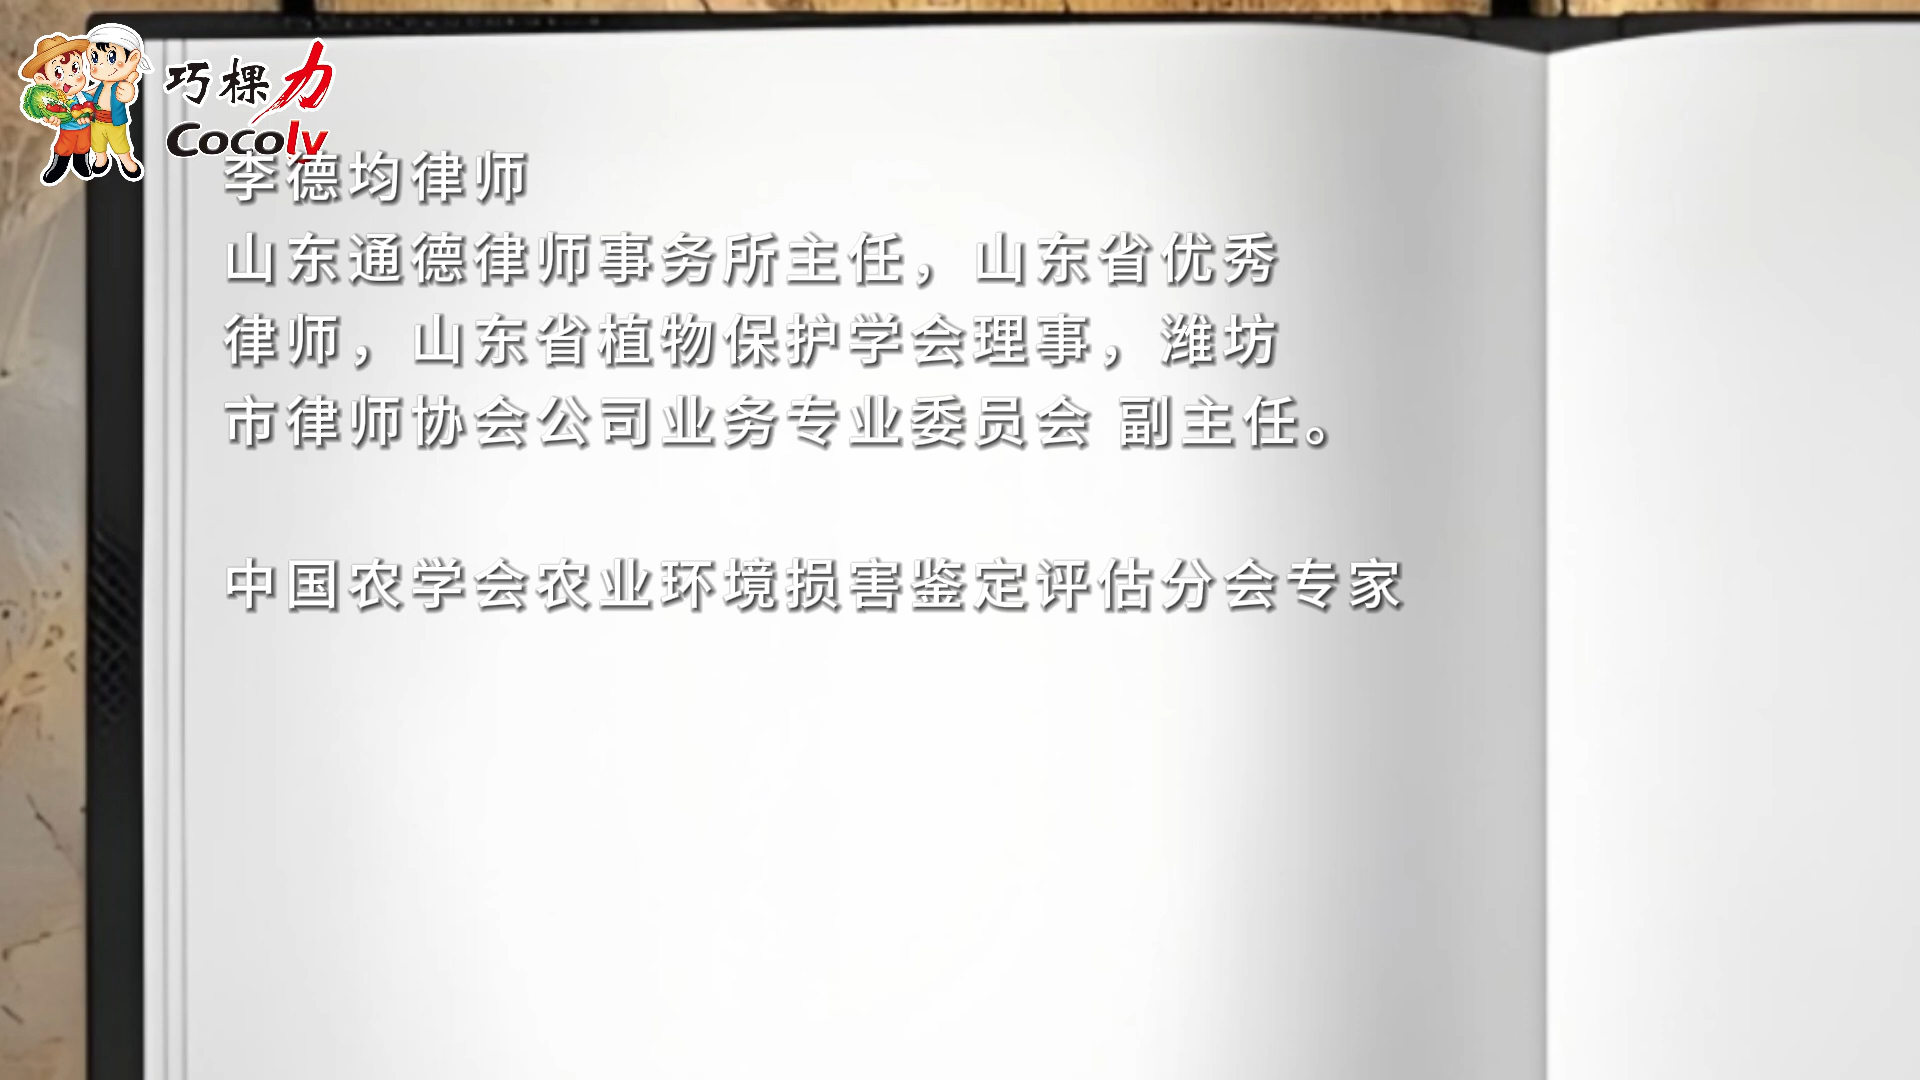 巧棵力
Cocolv
李德均律师
山东通德律师事务所主任，山东省优秀
律师，山东省植物保护学会理事，潍坊
市律师协会公司业务专业委员会 副主任。
中国农学会农业环境损害鉴定评估分会专家